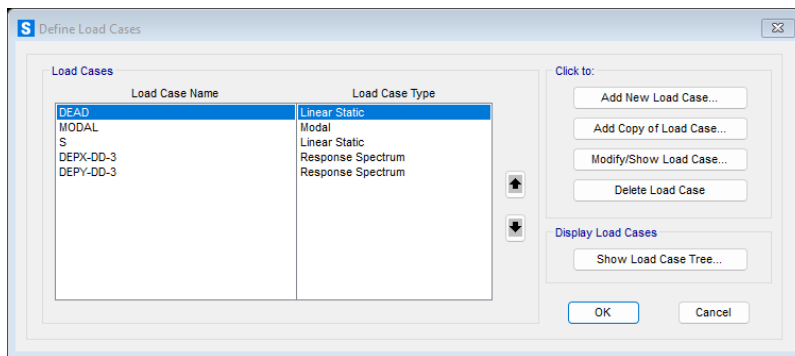 S Define Load Cases
Load Cases
Load Case Name Load Case Type
DEAD Linear Static
MODAL Modal
S Linear Static
DEPX-DD-3 Response Spectrum
DEPY-DD-3 Response Spectrum
Click to:
Add New Load Case...
Add Copy of Load Case...
Modify/Show Load Case...
Delete Load Case
Display Load Cases
Show Load Case Tree...
OK Cancel